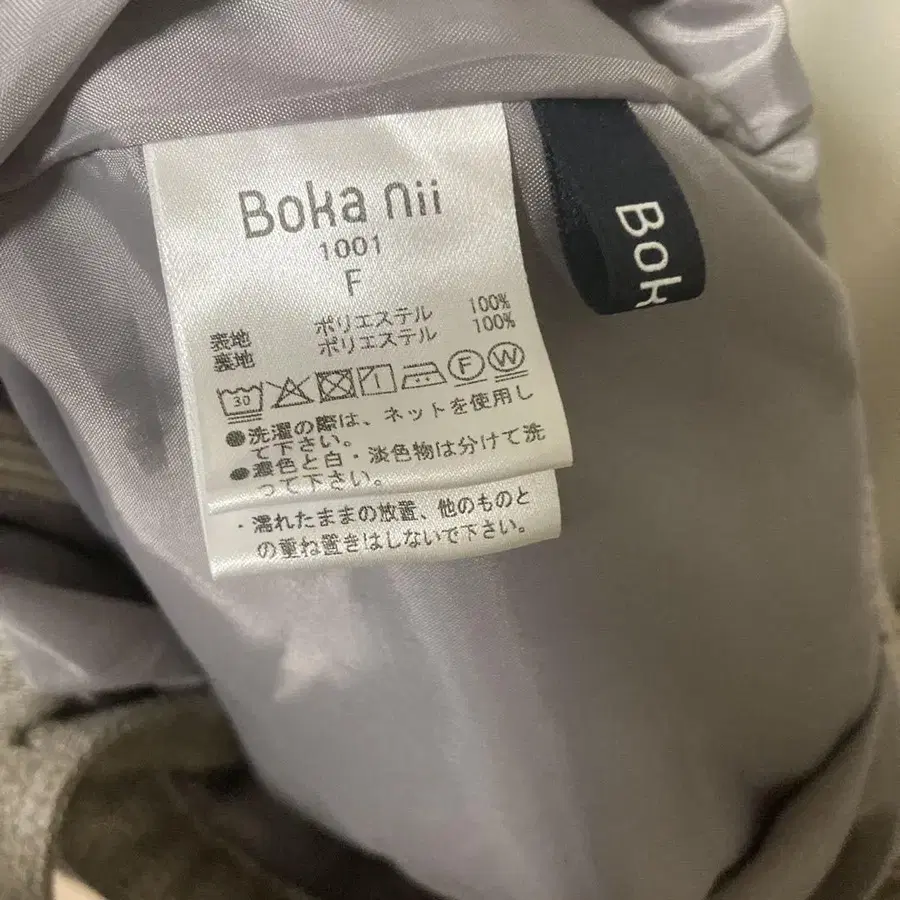 Boka nii
1001
F
表地 ポリエステル 100%
裏地 ポリエステル 100%
30 F W
●洗濯の際は、ネットを使用し
て下さい。
●濃色と白・淡色物は分けて洗
って下さい。
・濡れたままの放置、他のものと
の重ね置きはしないで下さい。
Bok